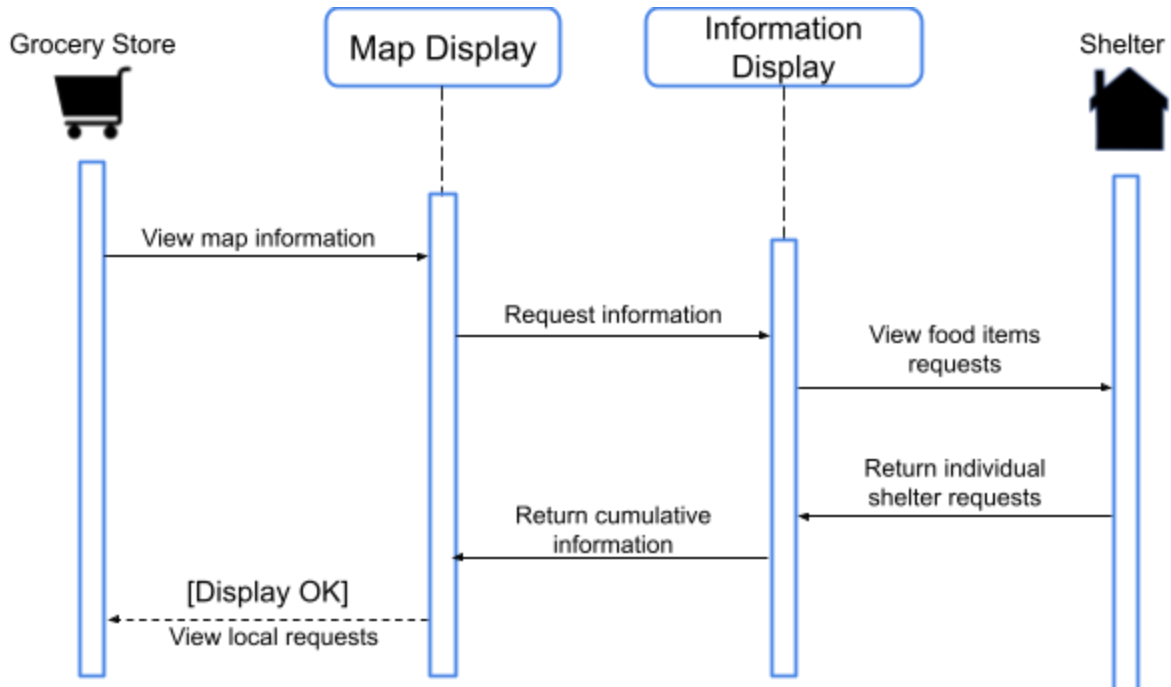 Grocery Store
Map Display
Information
Display
Shelter
View map information
Request information
View food items
requests
Return individual
shelter requests
Return cumulative
information
[Display OK]
View local requests